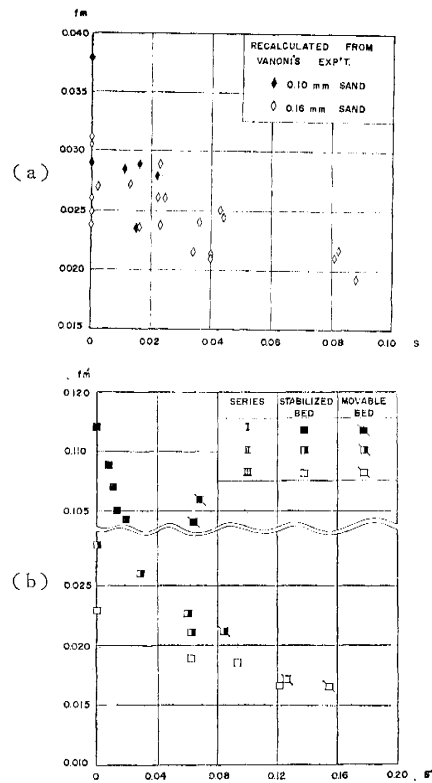 fm
0.040
RECALCULATED FROM
VANONI'S EXP'T.
0.10 mm SAND
0.16 mm SAND
0.035
(a)
0.030
0.025
0.020
0.015
0 0.02 0.04 0.06 0.08 0.10 S
fm
0.120
SERIES STABILIZED BED MOVABLE BED
I
II
III
0.110
0.105
(b)
0.025
0.020
0.015
0.010
0 0.04 0.08 0.12 0.16 0.20